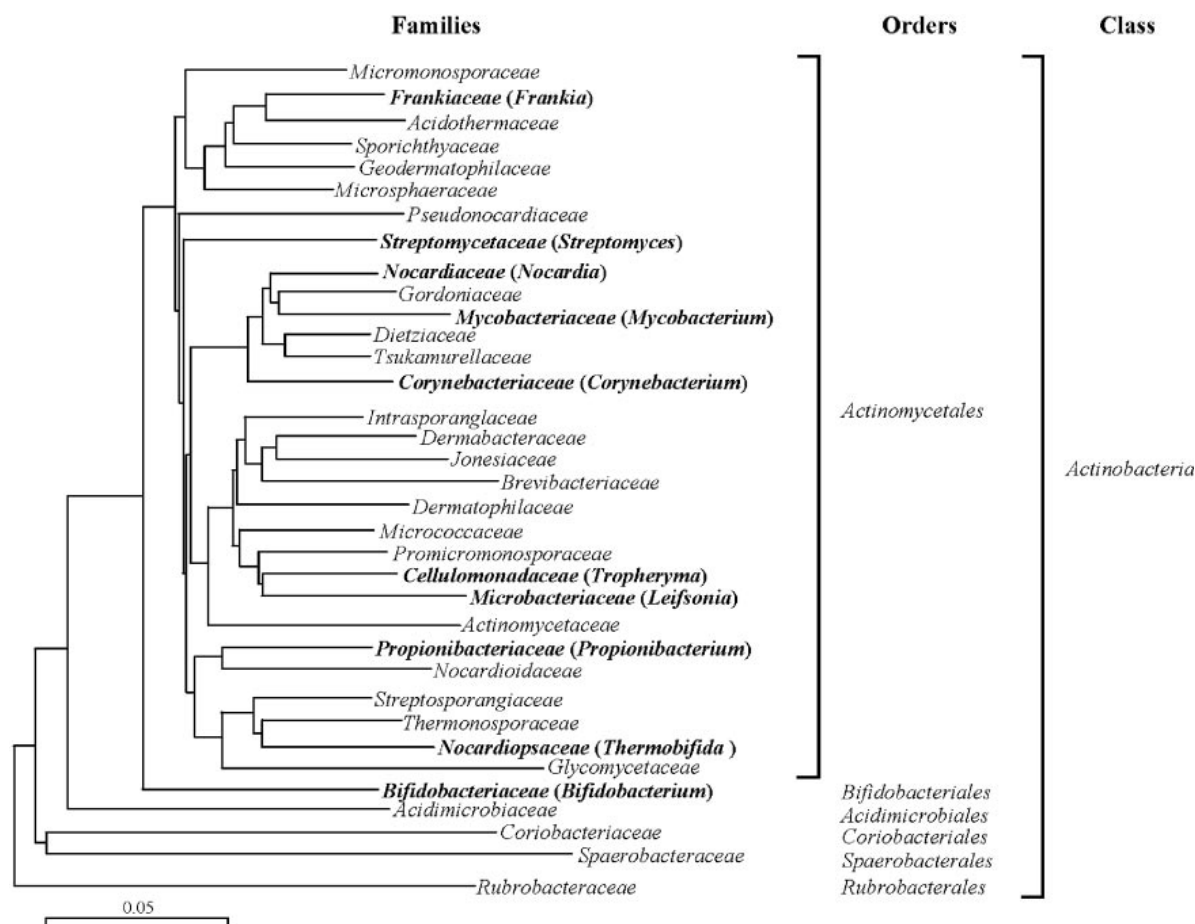 Families Orders Class
Micromonosporaceae
Frankiaceae (Frankia)
Acidothermaceae
Sporichthyaceae
Geodermatophilaceae
Microsphaeraceae
Pseudonocardiaceae
Streptomycetaceae (Streptomyces)
Nocardiaceae (Nocardia)
Gordoniaceae
Mycobacteriaceae (Mycobacterium)
Dietziaceae
Tsukamurellaceae
Corynebacteriaceae (Corynebacterium)
Actinomycetales
Intrasporanglaceae
Dermabacteraceae
Jonesiaceae
Actinobacteria
Brevibacteriaceae
Dermatophilaceae
Micrococcaceae
Promicromonosporaceae
Cellulomonadaceae (Tropheryma)
Microbacteriaceae (Leifsonia)
Actinomycetaceae
Propionibacteriaceae (Propionibacterium)
Nocardioidaceae
Streptosporangiaceae
Thermonosporaceae
Nocardiopsaceae (Thermobifida )
Glycomycetaceae
Bifidobacteriaceae (Bifidobacterium) Bifidobacteriales
Acidimicrobiaceae Acidimicrobiales
Coriobacteriaceae Coriobacteriales
Spaerobacteraceae Spaerobacterales
Rubrobacteraceae Rubrobacterales
0.05